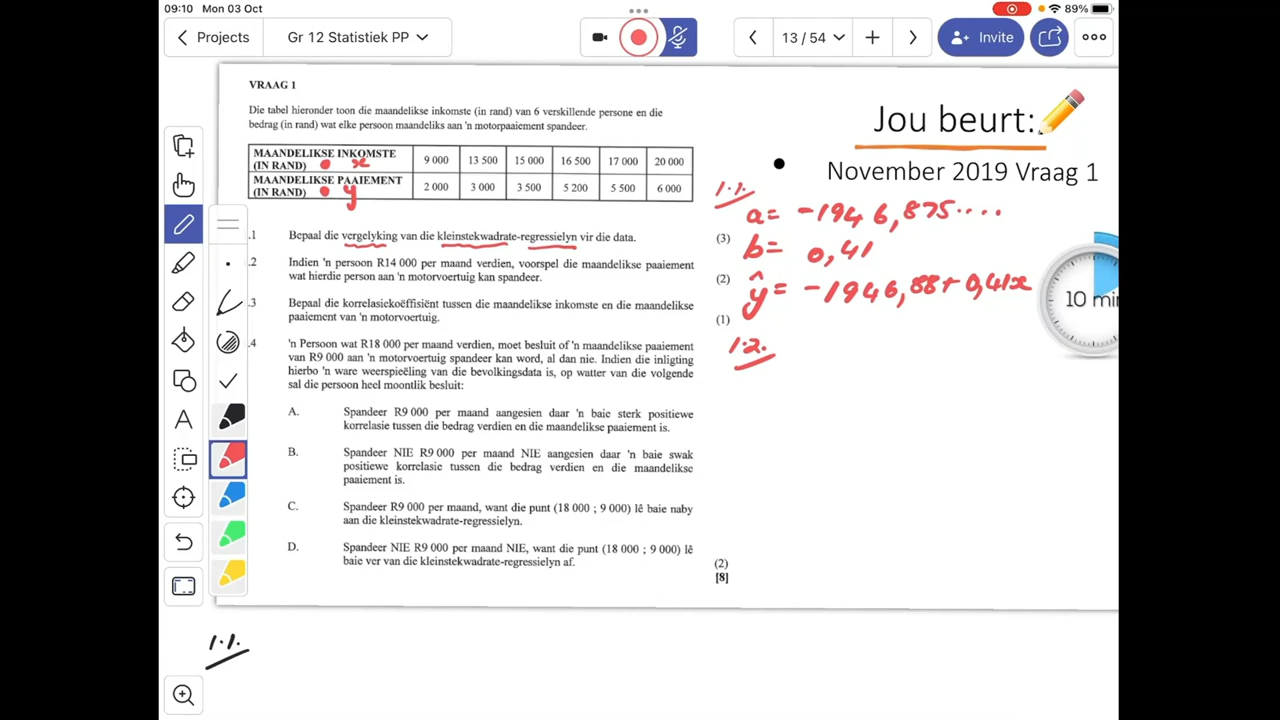 09:10 Mon 03 Oct
89%
Projects
Gr 12 Statistiek PP
13 / 54
Invite
VRAAG 1
Die tabel hieronder toon die maandelikse inkomste (in rand) van 6 verskillende persone en die
bedrag (in rand) wat elke persoon maandeliks aan 'n motorpaaiement spandeer.
MAANDELIKSE INKOMSTE
(IN RAND) x
9 000 13 500 15 000 16 500 17 000 20 000
MAANDELIKSE PAAIEMENT
(IN RAND) y
2 000 3 000 3 500 5 200 5 500 6 000
.1 Bepaal die vergelyking van die kleinstekwadrate-regressielyn vir die data. (3)
.2 Indien 'n persoon R14 000 per maand verdien, voorspel die maandelikse paaiement
wat hierdie person aan 'n motorvoertuig kan spandeer. (2)
.3 Bepaal die korrelasiekoëffisiënt tussen die maandelikse inkomste en die maandelikse
paaiement van 'n motorvoertuig. (1)
.4 'n Persoon wat R18 000 per maand verdien, moet besluit of 'n maandelikse paaiement
van R9 000 aan 'n motorvoertuig spandeer kan word, al dan nie. Indien die inligting
hierbo 'n ware weerspieëling van die bevolkingsdata is, op watter van die volgende
sal die persoon heel moontlik besluit:
A. Spandeer R9 000 per maand aangesien daar 'n baie sterk positiewe
korrelasie tussen die bedrag verdien en die maandelikse paaiement is.
B. Spandeer NIE R9 000 per maand NIE aangesien daar 'n baie swak
positiewe korrelasie tussen die bedrag verdien en die maandelikse
paaiement is.
C. Spandeer R9 000 per maand, want die punt (18 000 ; 9 000) lê baie naby
aan die kleinstekwadrate-regressielyn.
D. Spandeer NIE R9 000 per maand NIE, want die punt (18 000 ; 9 000) lê
baie ver van die kleinstekwadrate-regressielyn af. (2)
[8]
Jou beurt:
• November 2019 Vraag 1
1.1.
a = -1946,875....
b = 0,41
ŷ = -1946,88 + 0,41x
1.2.
10 min
1.1.
A